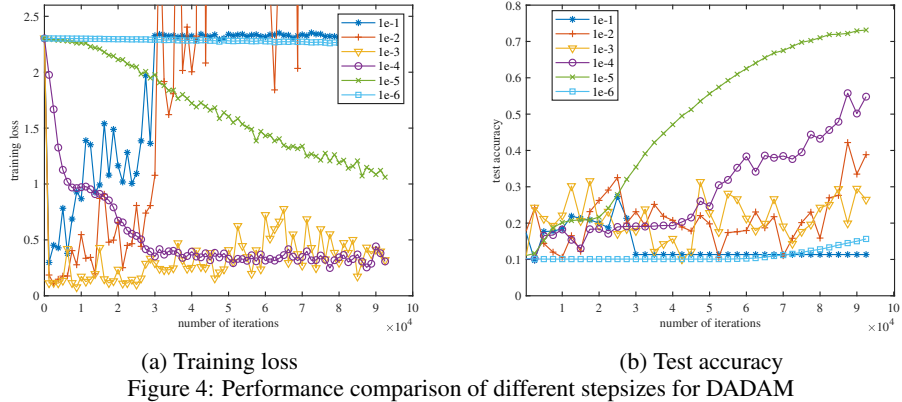 2.5
2
1.5
1
0.5
0
training loss
0 1 2 3 4 5 6 7 8 9 10
number of iterations
×10^4
1e-1
1e-2
1e-3
1e-4
1e-5
1e-6
0.8
0.7
0.6
0.5
0.4
0.3
0.2
0.1
0
test accuracy
1 2 3 4 5 6 7 8 9 10
number of iterations
×10^4
1e-1
1e-2
1e-3
1e-4
1e-5
1e-6
(a) Training loss
(b) Test accuracy
Figure 4: Performance comparison of different stepsizes for DADAM